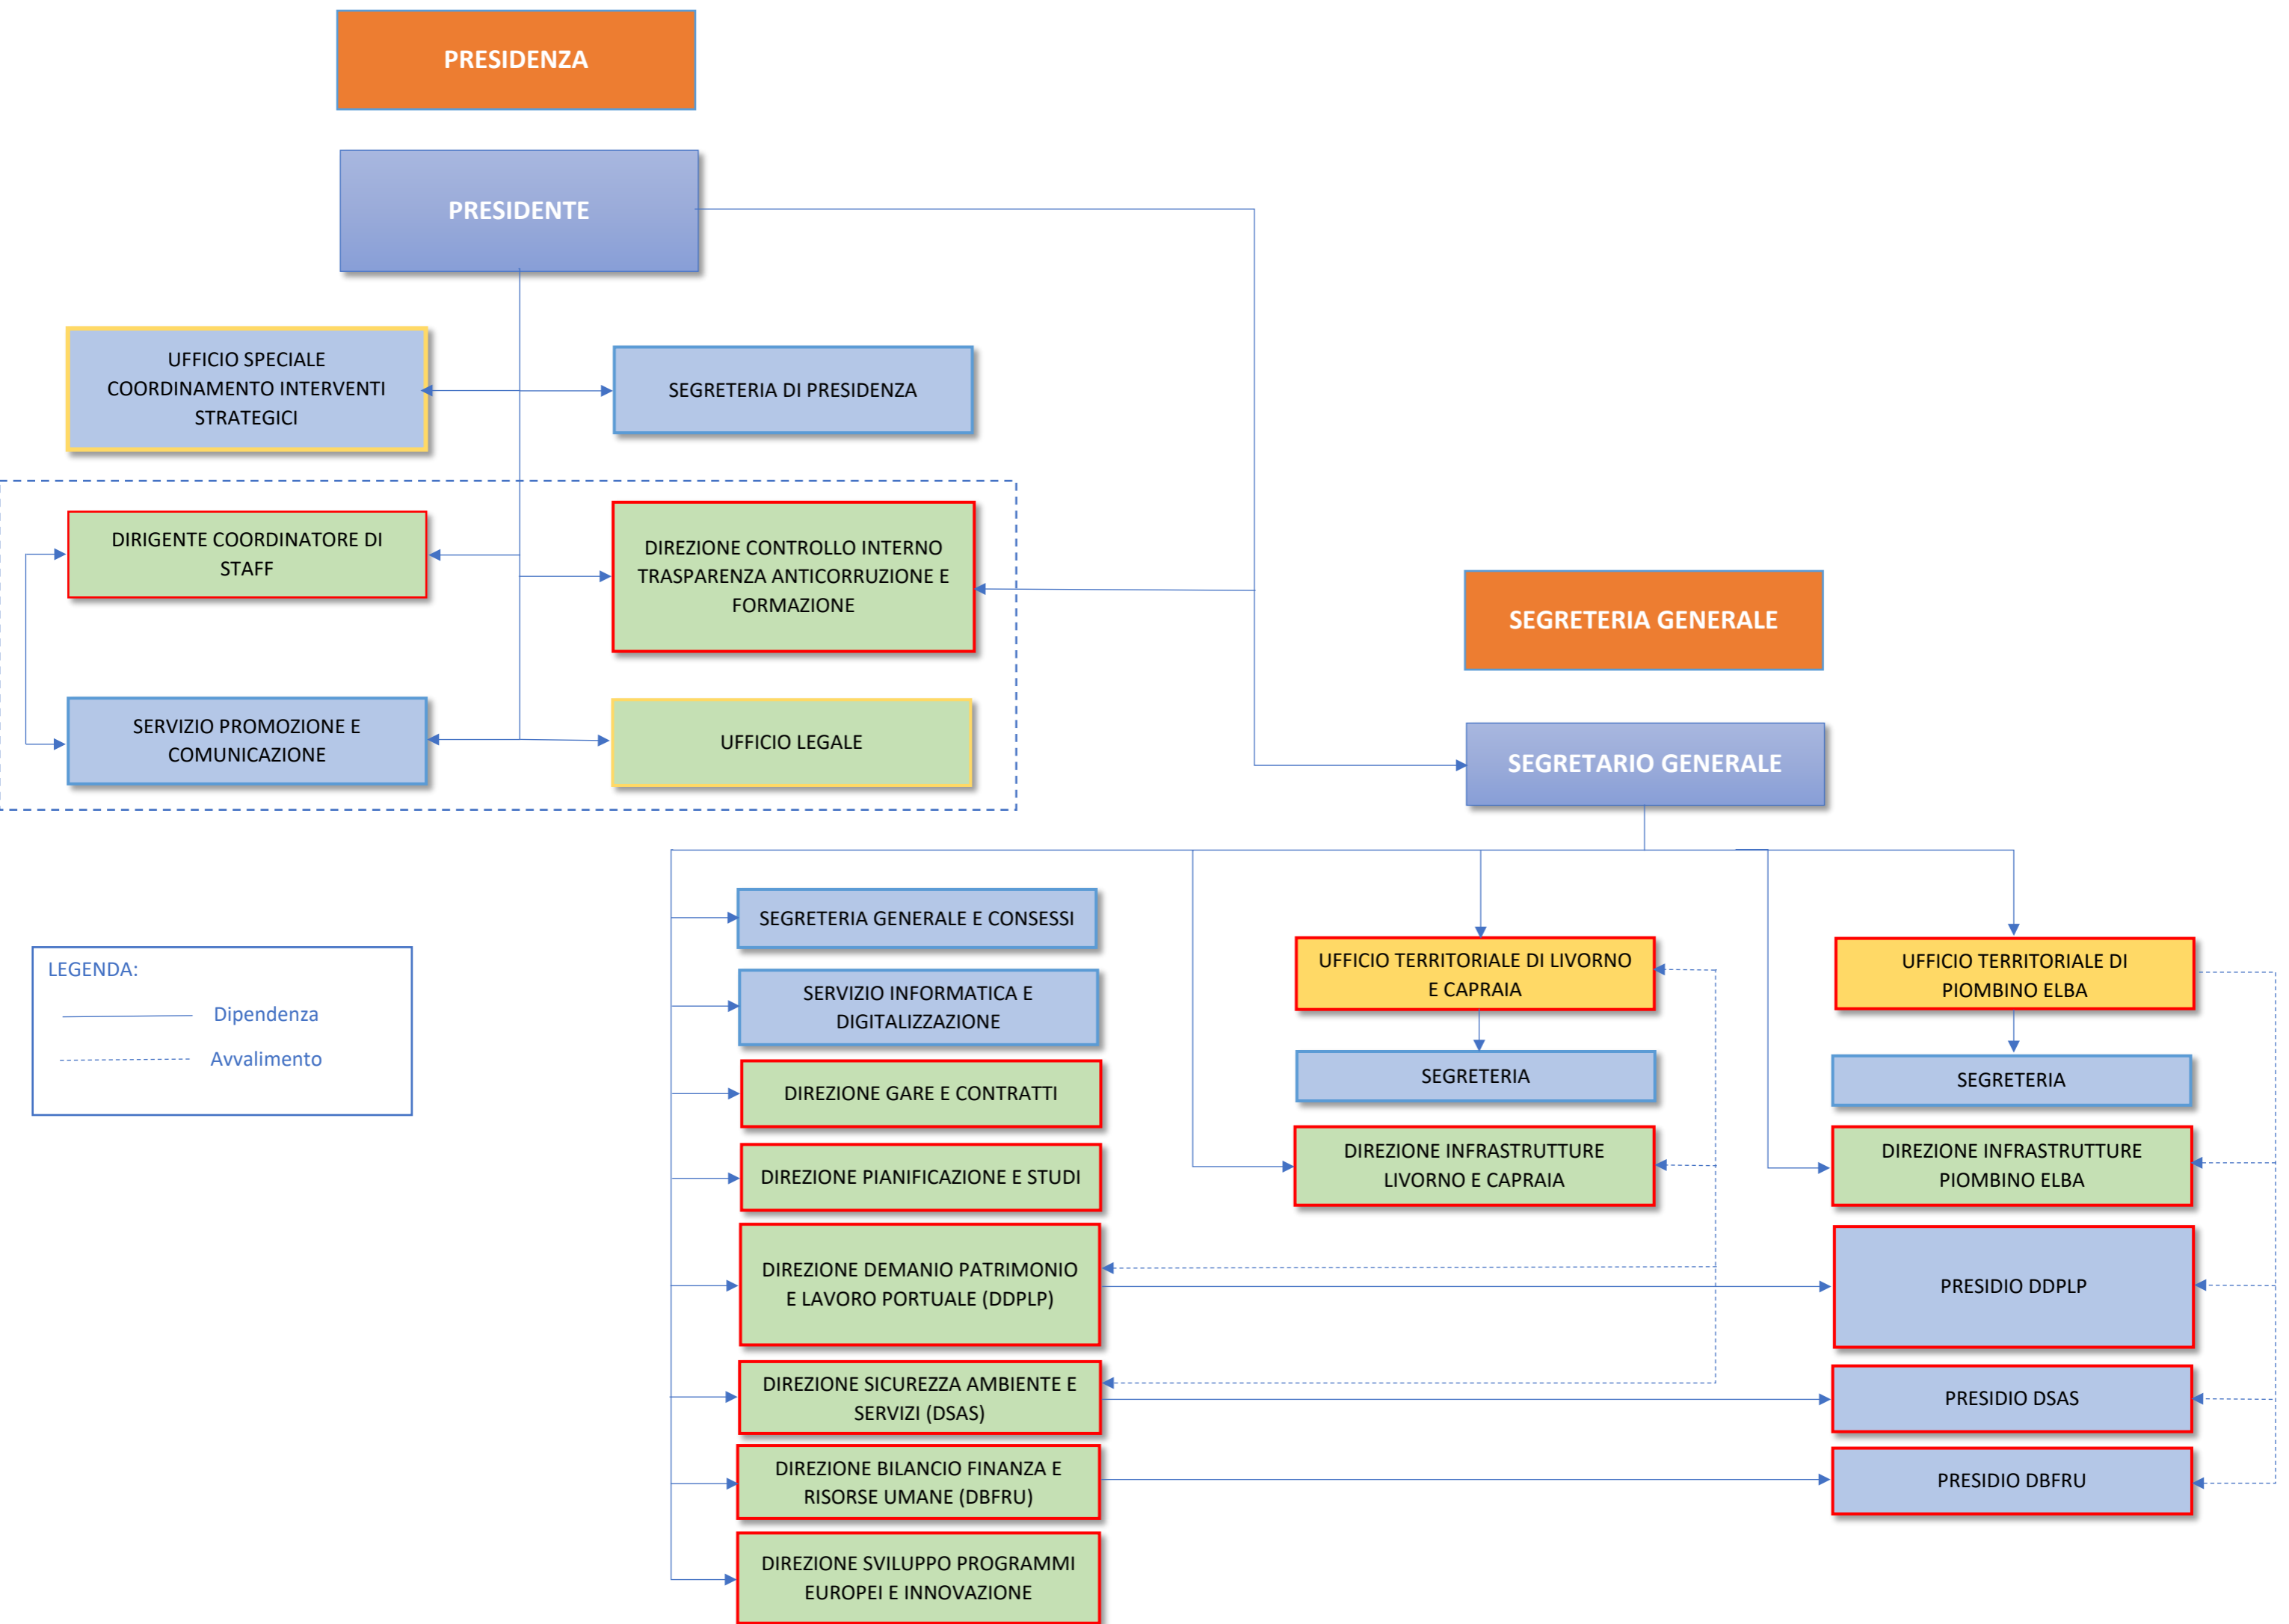 PRESIDENZA
PRESIDENTE
UFFICIO SPECIALE
COORDINAMENTO INTERVENTI
STRATEGICI
SEGRETERIA DI PRESIDENZA
DIRIGENTE COORDINATORE DI
STAFF
DIREZIONE CONTROLLO INTERNO
TRASPARENZA ANTICORRUZIONE E
FORMAZIONE
SERVIZIO PROMOZIONE E
COMUNICAZIONE
UFFICIO LEGALE
SEGRETERIA GENERALE
SEGRETARIO GENERALE
LEGENDA:
Dipendenza
Avvalimento
SEGRETERIA GENERALE E CONSESSI
SERVIZIO INFORMATICA E
DIGITALIZZAZIONE
DIREZIONE GARE E CONTRATTI
DIREZIONE PIANIFICAZIONE E STUDI
DIREZIONE DEMANIO PATRIMONIO
E LAVORO PORTUALE (DDPLP)
DIREZIONE SICUREZZA AMBIENTE E
SERVIZI (DSAS)
DIREZIONE BILANCIO FINANZA E
RISORSE UMANE (DBFRU)
DIREZIONE SVILUPPO PROGRAMMI
EUROPEI E INNOVAZIONE
UFFICIO TERRITORIALE DI LIVORNO
E CAPRAIA
SEGRETERIA
DIREZIONE INFRASTRUTTURE
LIVORNO E CAPRAIA
UFFICIO TERRITORIALE DI
PIOMBINO ELBA
SEGRETERIA
DIREZIONE INFRASTRUTTURE
PIOMBINO ELBA
PRESIDIO DDPLP
PRESIDIO DSAS
PRESIDIO DBFRU